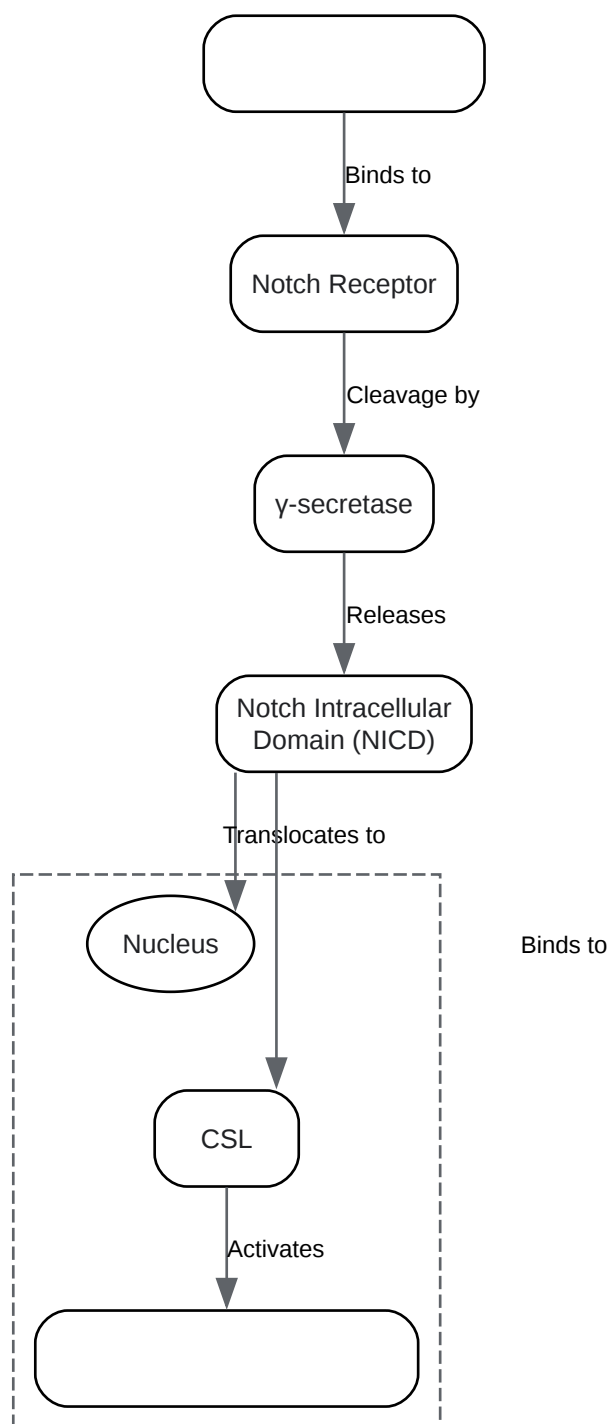 Binds to
Notch Receptor
Cleavage by
γ-secretase
Releases
Notch Intracellular
Domain (NICD)
Translocates to
Nucleus
Binds to
CSL
Activates